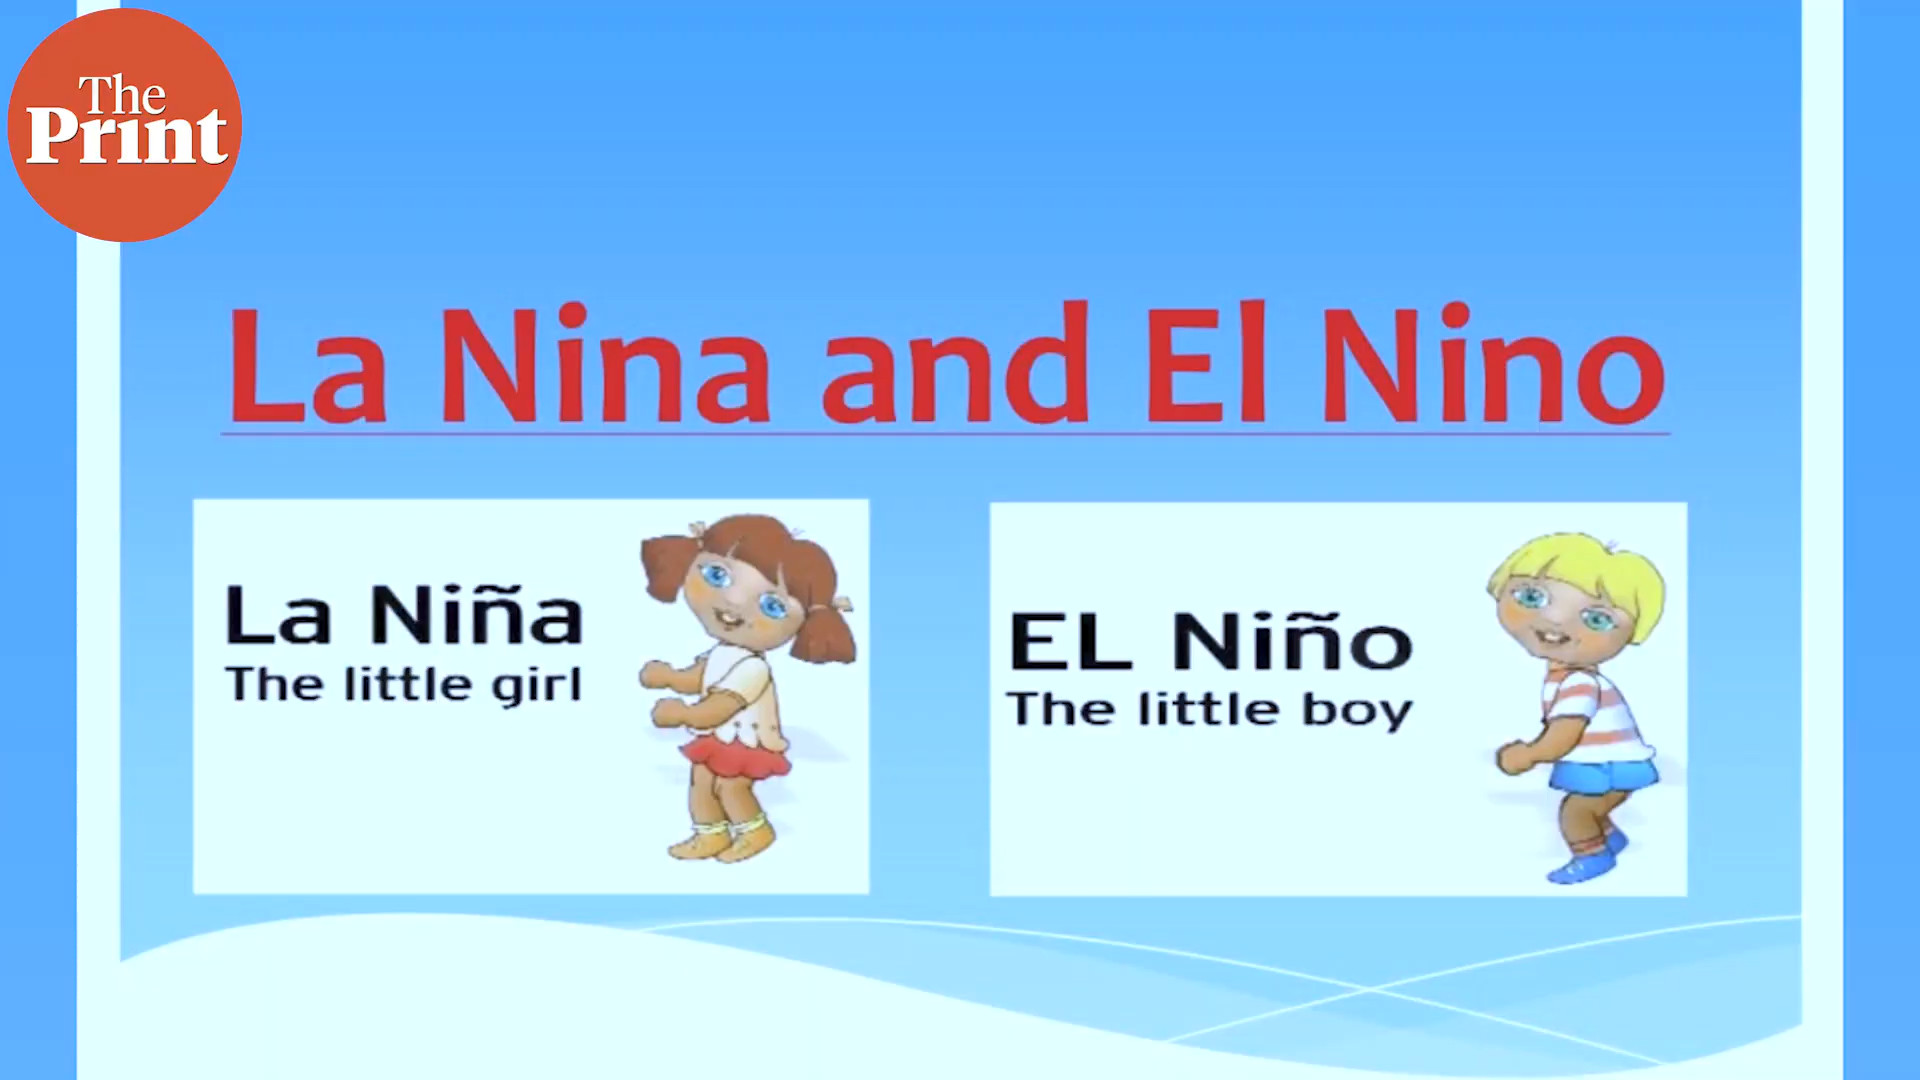 The
Print
La Nina and El Nino
La Niña
The little girl
EL Niño
The little boy